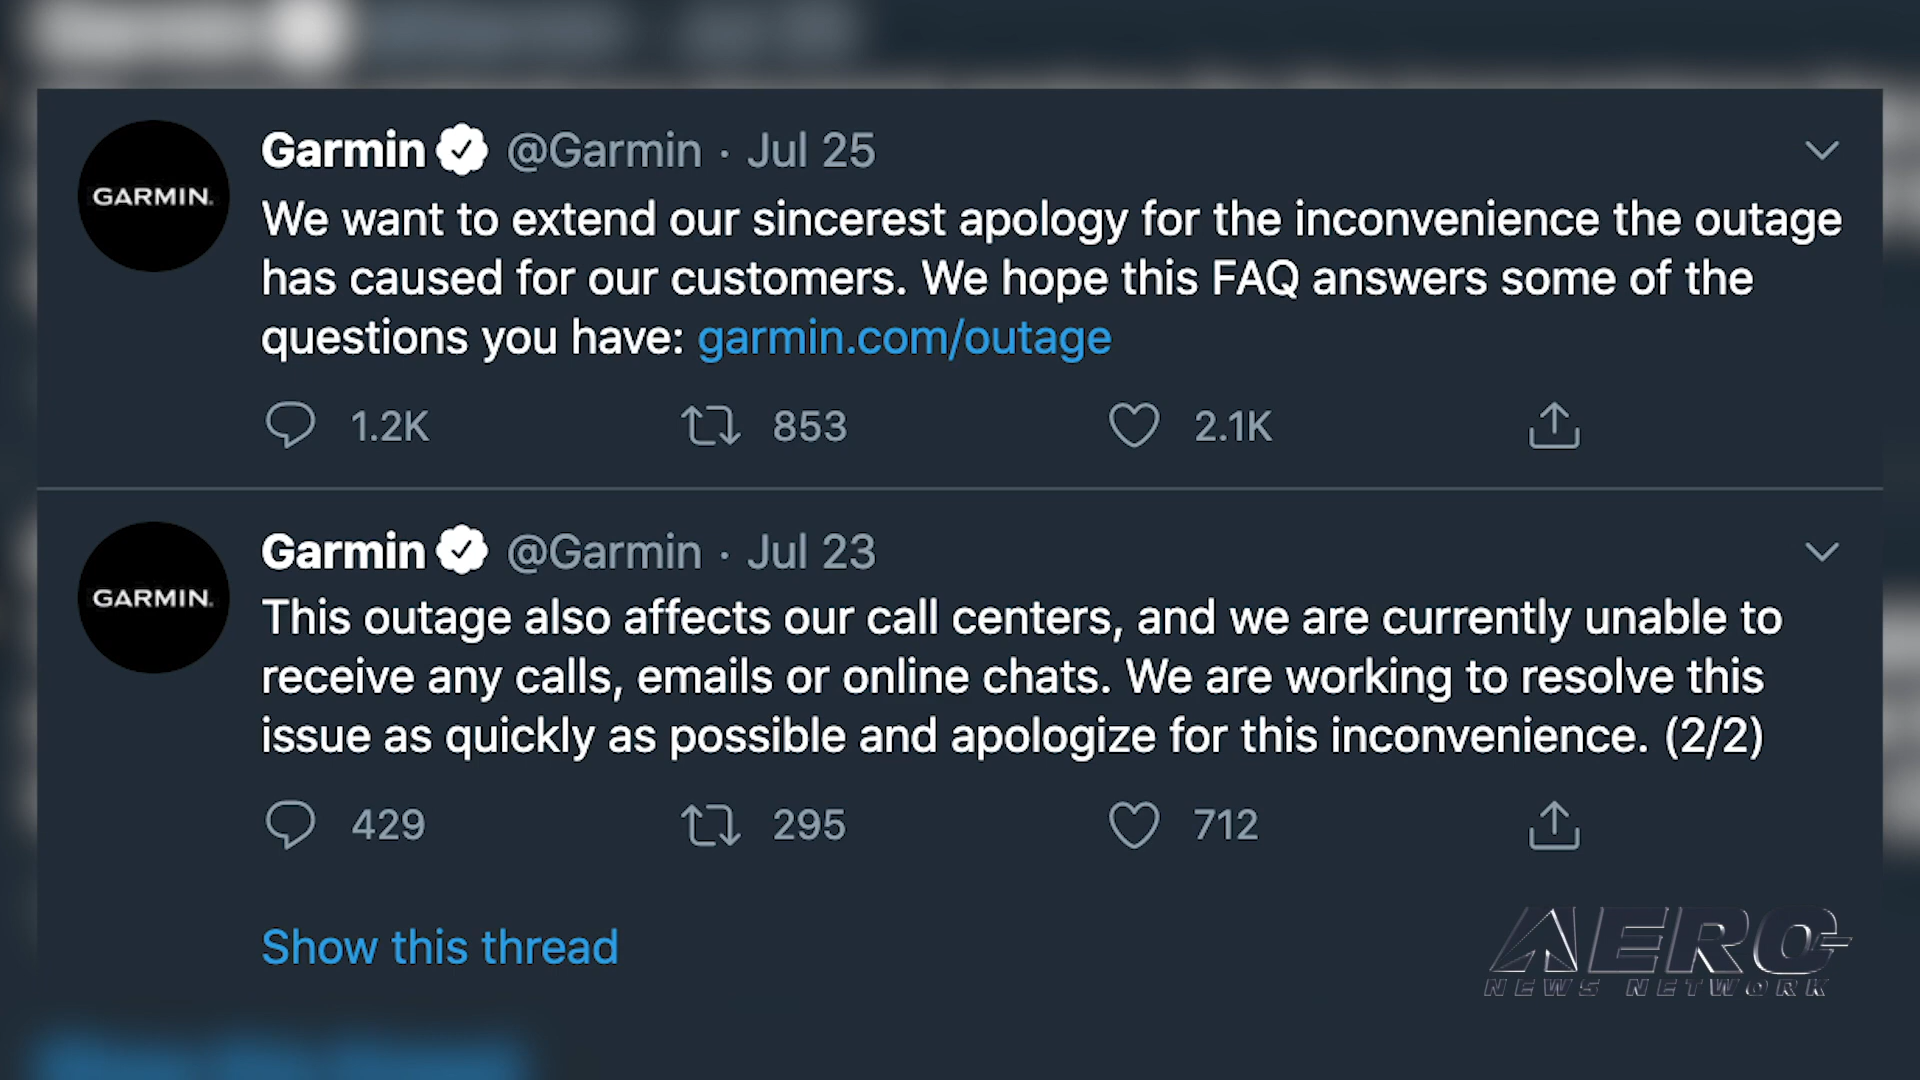 Garmin @Garmin · Jul 25
GARMIN.
We want to extend our sincerest apology for the inconvenience the outage
has caused for our customers. We hope this FAQ answers some of the
questions you have: garmin.com/outage
1.2K 853 2.1K
Garmin @Garmin · Jul 23
GARMIN.
This outage also affects our call centers, and we are currently unable to
receive any calls, emails or online chats. We are working to resolve this
issue as quickly as possible and apologize for this inconvenience. (2/2)
429 295 712
Show this thread
AERO
NEWS NETWORK